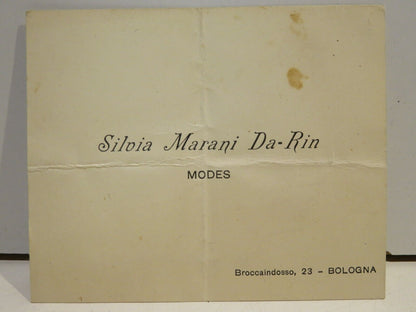 Silvia Marani Da-Rin
MODES
Broccaindosso, 23 - BOLOGNA